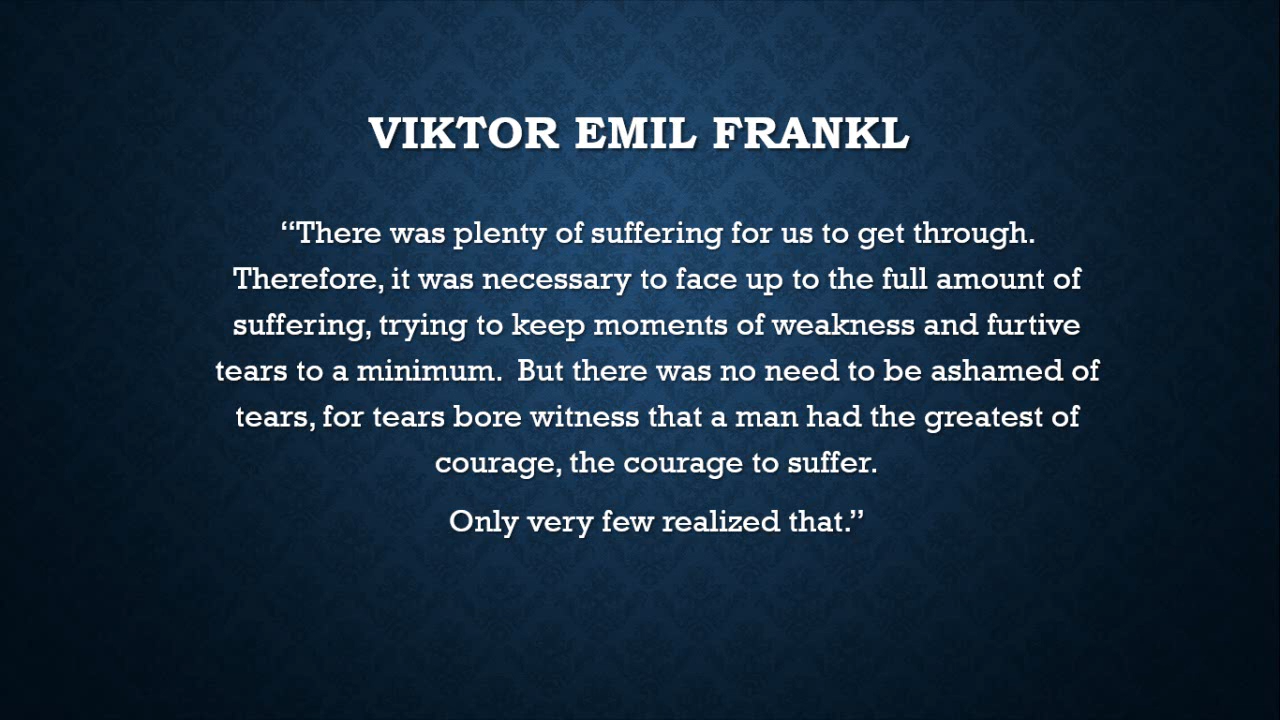 VIKTOR EMIL FRANKL
“There was plenty of suffering for us to get through.
Therefore, it was necessary to face up to the full amount of
suffering, trying to keep moments of weakness and furtive
tears to a minimum.  But there was no need to be ashamed of
tears, for tears bore witness that a man had the greatest of
courage, the courage to suffer.
Only very few realized that.”